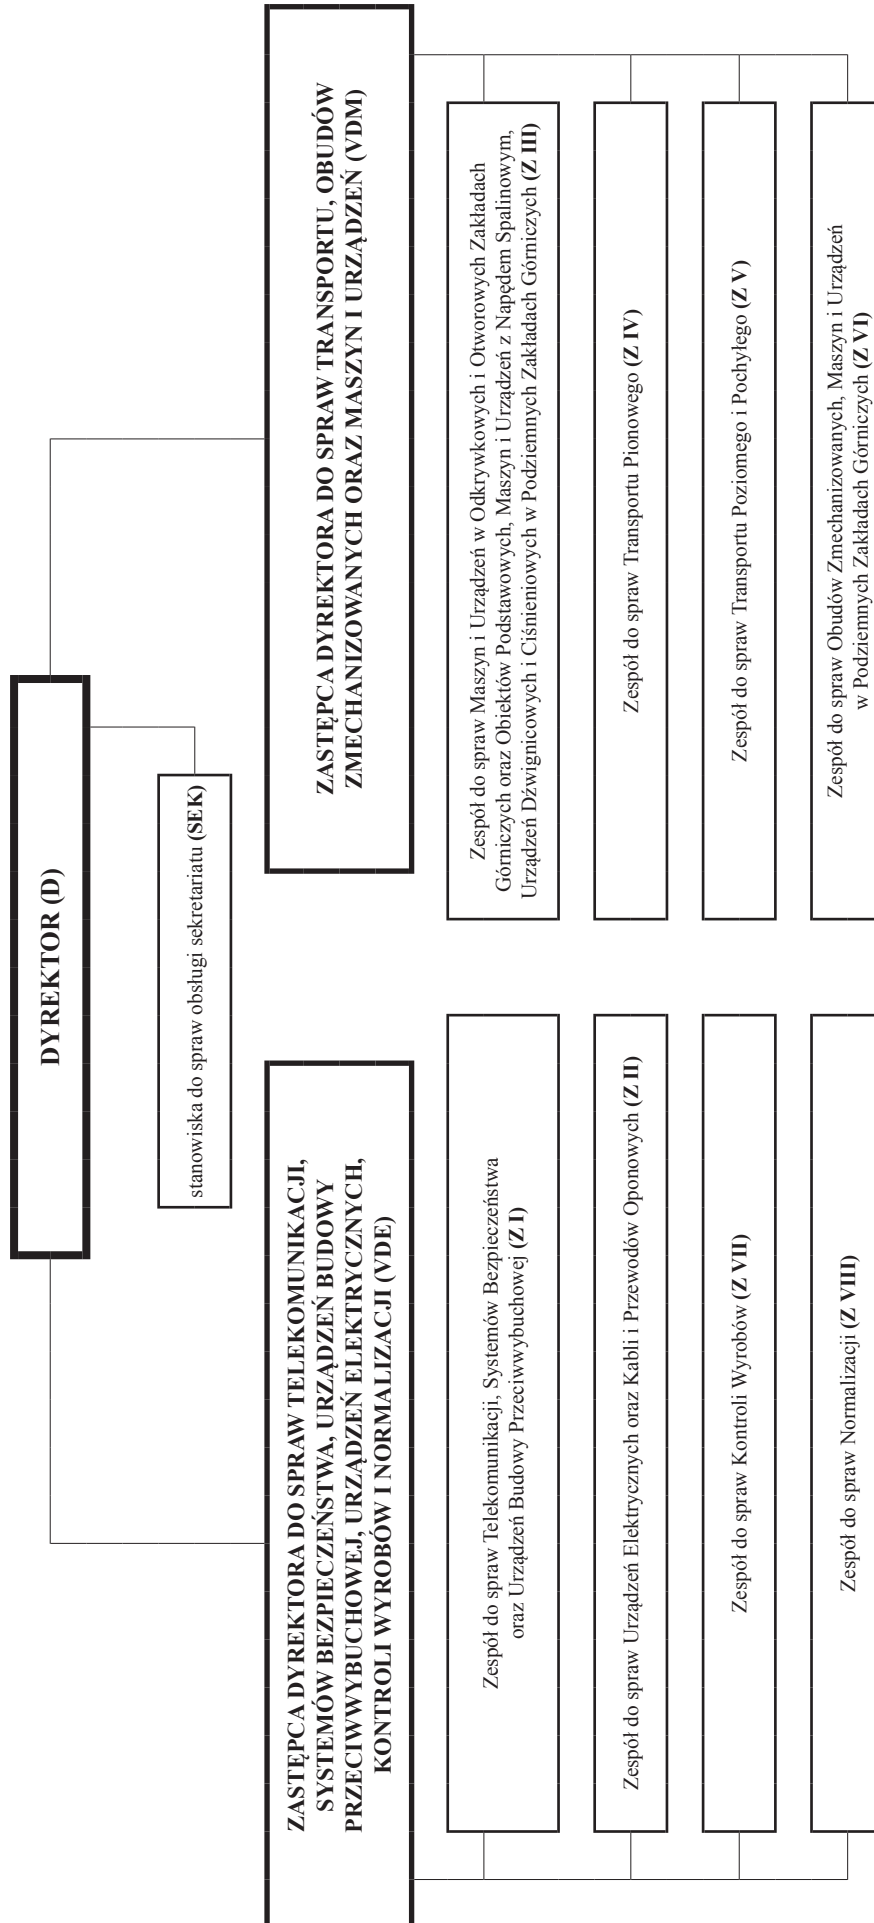 DYREKTOR (D)
stanowiska do spraw obsługi sekretariatu (SEK)
ZASTĘPCA DYREKTORA DO SPRAW TELEKOMUNIKACJI,
SYSTEMÓW BEZPIECZEŃSTWA, URZĄDZEŃ BUDOWY
PRZECIWWYBUCHOWEJ, URZĄDZEŃ ELEKTRYCZNYCH,
KONTROLI WYROBÓW I NORMALIZACJI (VDE)
Zespół do spraw Telekomunikacji, Systemów Bezpieczeństwa
oraz Urządzeń Budowy Przeciwwybuchowej (Z I)
Zespół do spraw Urządzeń Elektrycznych oraz Kabli i Przewodów Oponowych (Z II)
Zespół do spraw Kontroli Wyrobów (Z VII)
Zespół do spraw Normalizacji (Z VIII)
ZASTĘPCA DYREKTORA DO SPRAW TRANSPORTU, OBUDÓW
ZMECHANIZOWANYCH ORAZ MASZYN I URZĄDZEŃ (VDM)
Zespół do spraw Maszyn i Urządzeń w Odkrywkowych i Otworowych Zakładach
Górniczych oraz Obiektów Podstawowych, Maszyn i Urządzeń z Napędem Spalinowym,
Urządzeń Dźwignicowych i Ciśnieniowych w Podziemnych Zakładach Górniczych (Z III)
Zespół do spraw Transportu Pionowego (Z IV)
Zespół do spraw Transportu Poziomego i Pochyłego (Z V)
Zespół do spraw Obudów Zmechanizowanych, Maszyn i Urządzeń
w Podziemnych Zakładach Górniczych (Z VI)